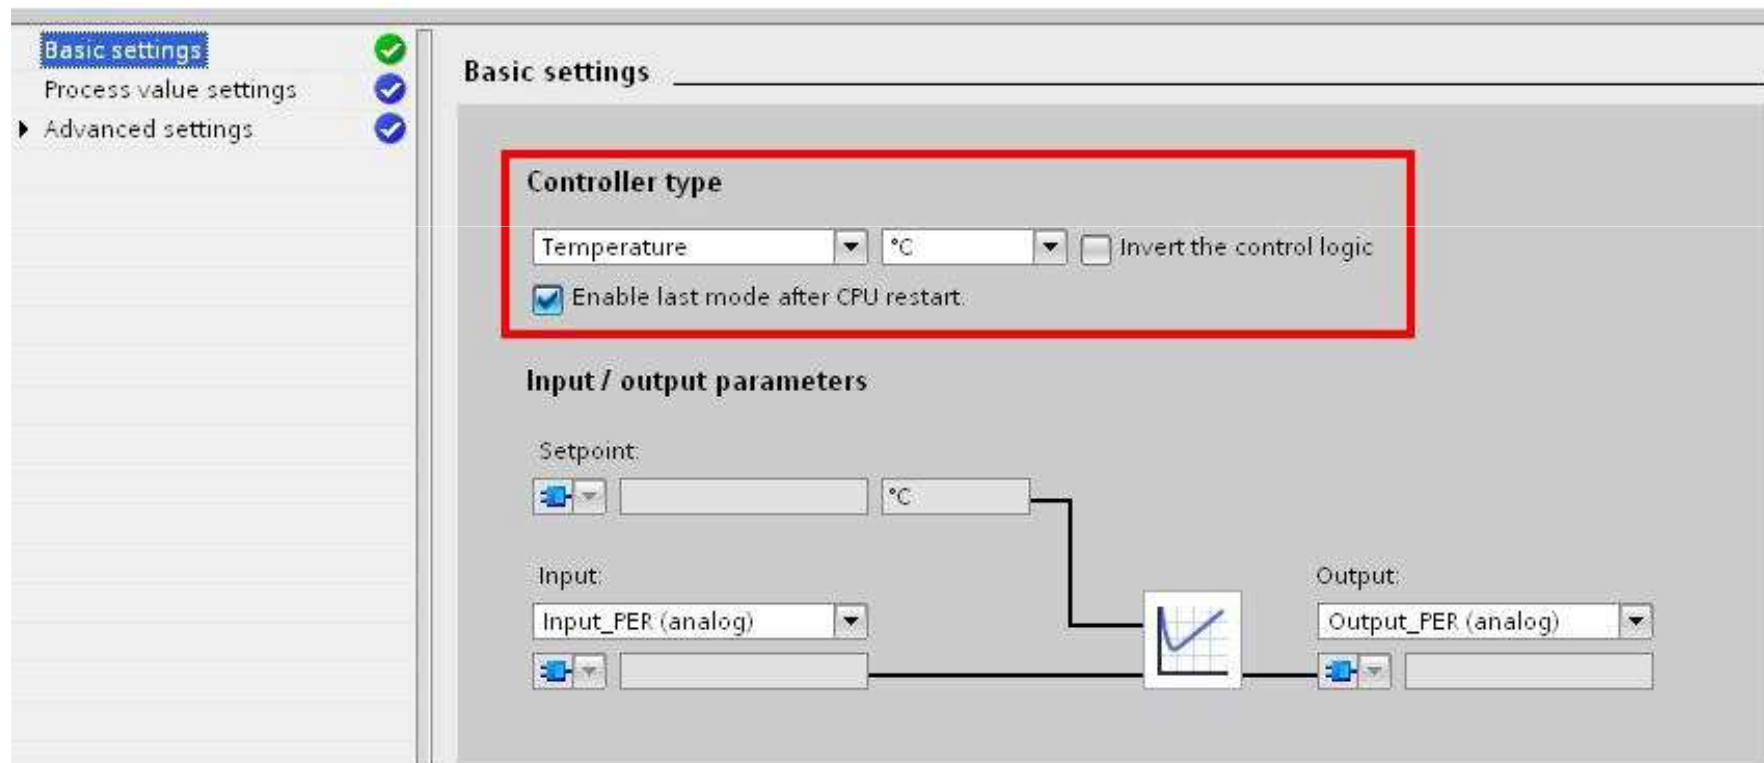 Basic settings
Process value settings
Advanced settings
Basic settings
Controller type
Temperature °C Invert the control logic
Enable last mode after CPU restart
Input / output parameters
Setpoint:
°C
Input: Output:
Input_PER (analog) Output_PER (analog)